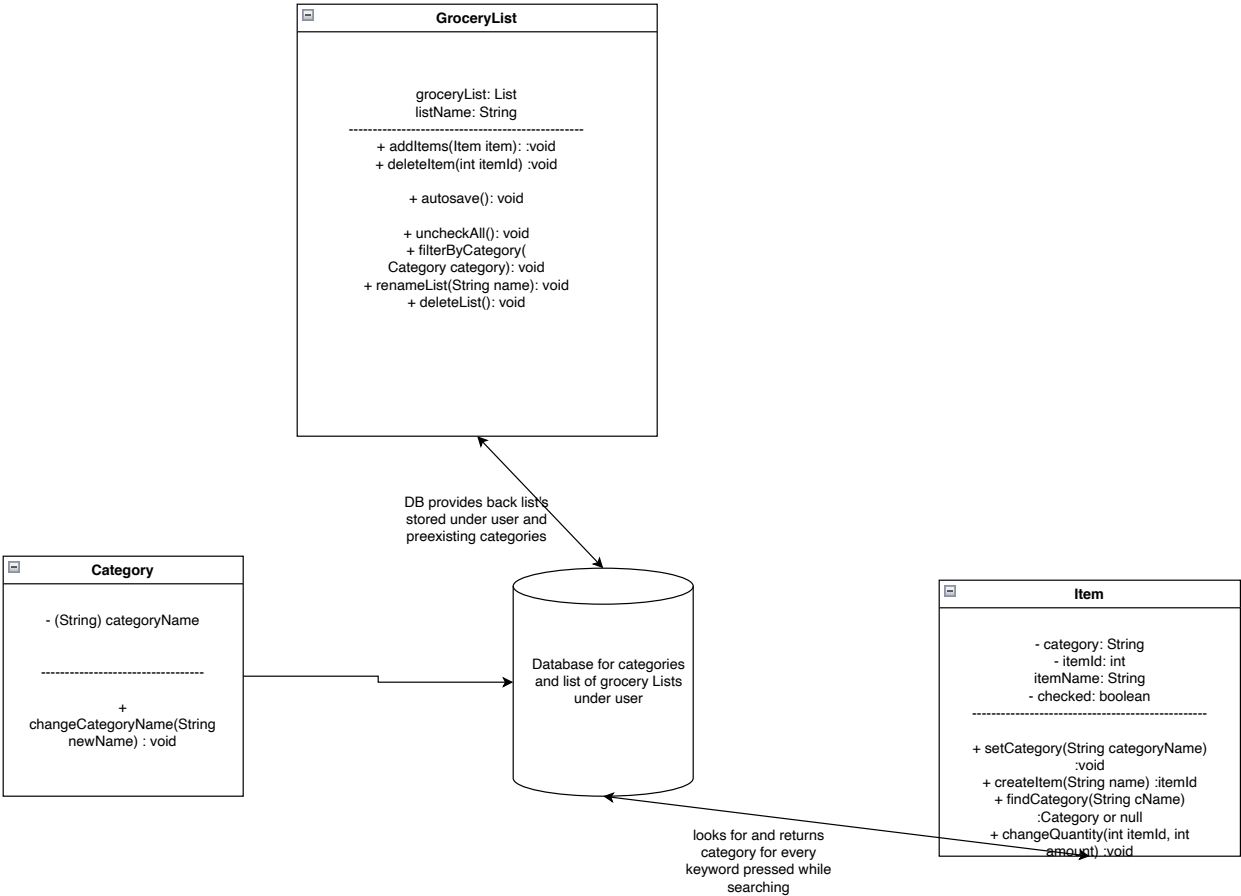 GroceryList
groceryList: List
listName: String
-------------------------------------------------
+ addItems(Item item): :void
+ deleteItem(int itemId) :void
+ autosave(): void
+ uncheckAll(): void
+ filterByCategory(
Category category): void
+ renameList(String name): void
+ deleteList(): void
DB provides back list's
stored under user and
preexisting categories
Category
- (String) categoryName
----------------------------------
+
changeCategoryName(String
newName) : void
Database for categories
and list of grocery Lists
under user
Item
- category: String
- itemId: int
itemName: String
- checked: boolean
-------------------------------------------------
+ setCategory(String categoryName)
:void
+ createItem(String name) :itemId
+ findCategory(String cName)
:Category or null
+ changeQuantity(int itemId, int
amount) :void
looks for and returns
category for every
keyword pressed while
searching